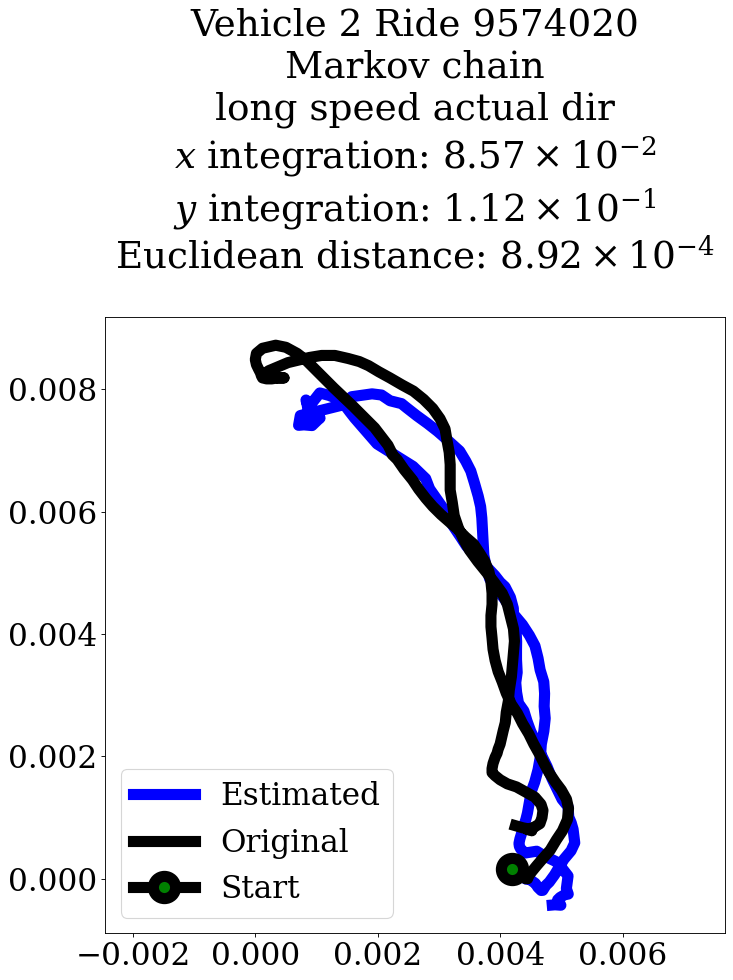 Vehicle 2 Ride 9574020
Markov chain
long speed actual dir
x integration: 8.57 × 10⁻²
y integration: 1.12 × 10⁻¹
Euclidean distance: 8.92 × 10⁻⁴
0.008
0.006
0.004
0.002
0.000
Estimated
Original
Start
−0.002 0.000 0.002 0.004 0.006